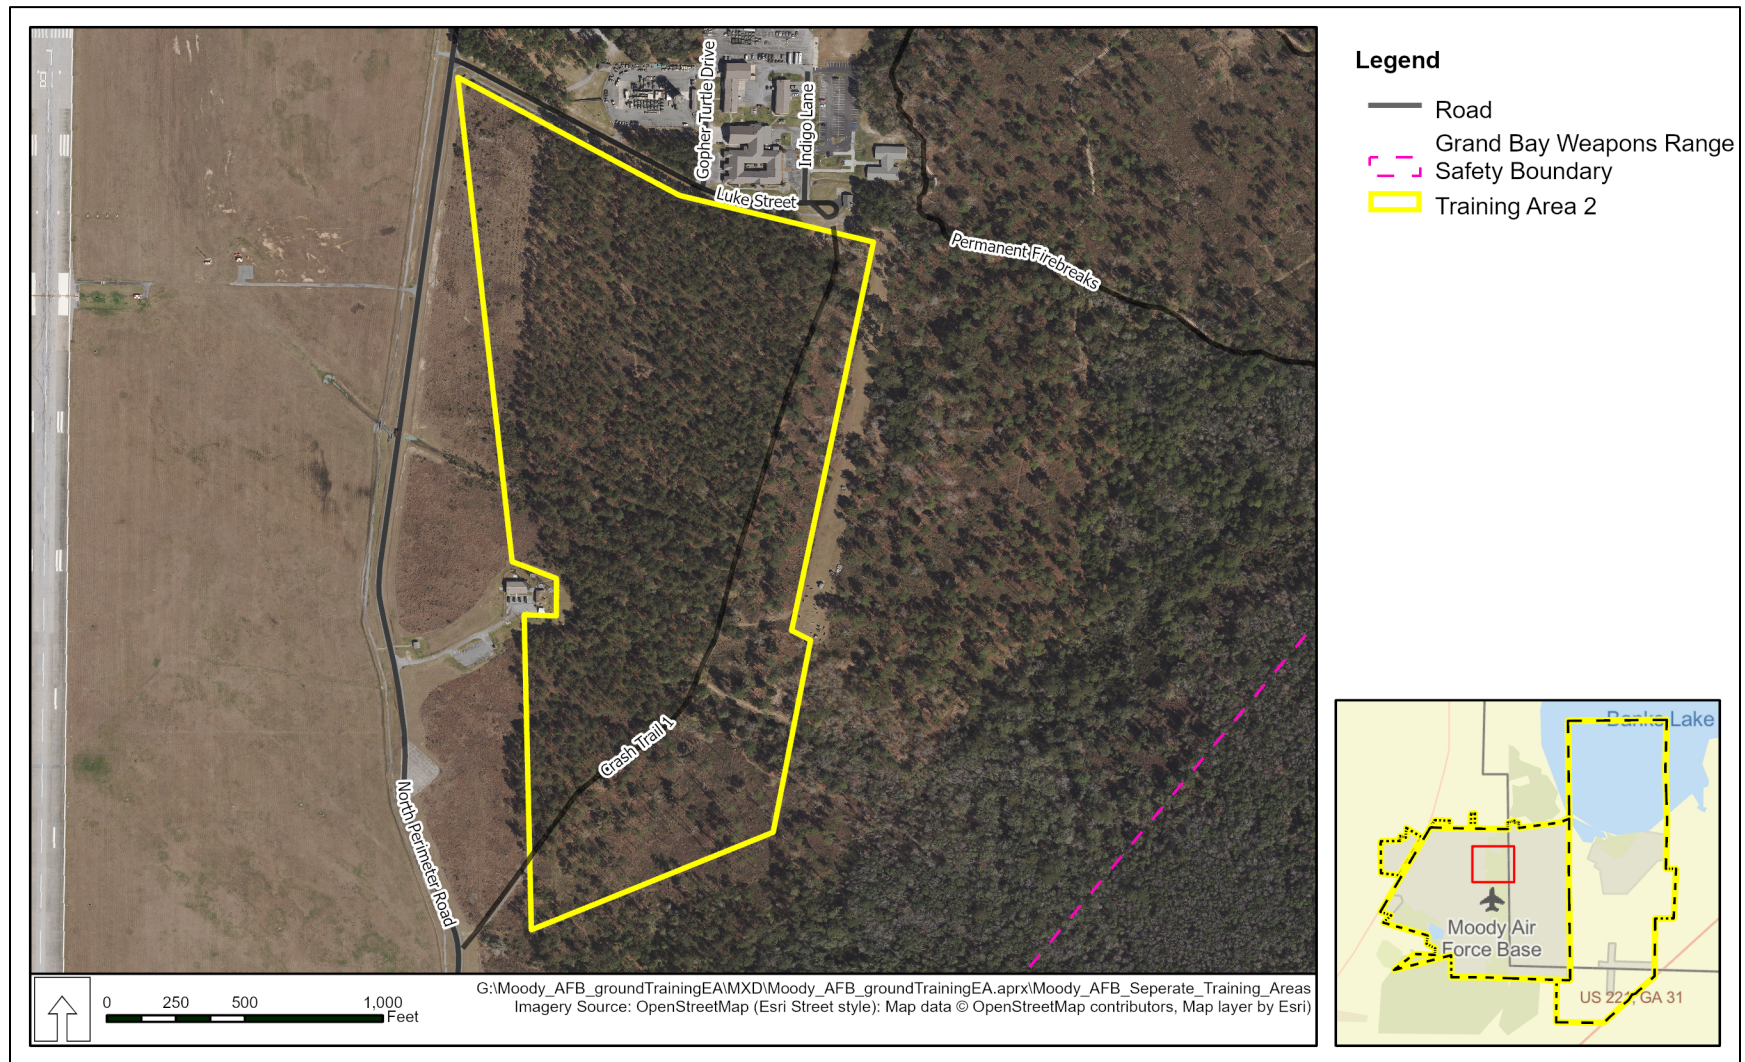 Legend
Road
Grand Bay Weapons Range
Safety Boundary
Training Area 2
Gopher Turtle Drive
Indigo Lane
Luke Street
Permanent Firebreaks
Crash Trail 1
North Perimeter Road
Banks Lake
Moody Air
Force Base
US 221, GA 31
0 250 500 1,000
Feet
G:\Moody_AFB_groundTrainingEA\MXD\Moody_AFB_groundTrainingEA.aprx\Moody_AFB_Seperate_Training_Areas
Imagery Source: OpenStreetMap (Esri Street style): Map data © OpenStreetMap contributors, Map layer by Esri)